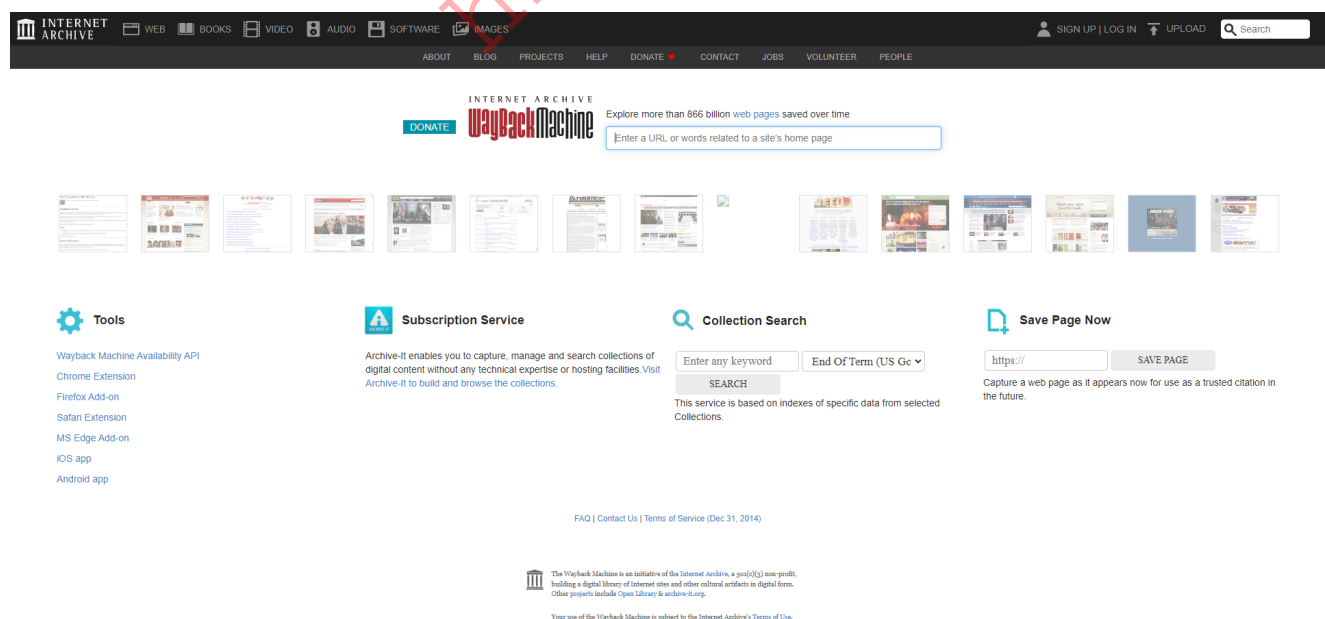 INTERNET
ARCHIVE
WEB BOOKS VIDEO AUDIO SOFTWARE IMAGES SIGN UP | LOG IN UPLOAD Search
ABOUT BLOG PROJECTS HELP DONATE CONTACT JOBS VOLUNTEER PEOPLE
INTERNET ARCHIVE
WayBackMachine
DONATE
Explore more than 866 billion web pages saved over time
Enter a URL or words related to a site's home page
Tools
Wayback Machine Availability API
Chrome Extension
Firefox Add-on
Safari Extension
MS Edge Add-on
iOS app
Android app
Subscription Service
Archive-It enables you to capture, manage and search collections of
digital content without any technical expertise or hosting facilities.Visit
Archive-It to build and browse the collections.
Collection Search
Enter any keyword End Of Term (US Gc
SEARCH
This service is based on indexes of specific data from selected
Collections.
Save Page Now
https:// SAVE PAGE
Capture a web page as it appears now for use as a trusted citation in
the future.
FAQ | Contact Us | Terms of Service (Dec 31, 2014)
The Wayback Machine is an initiative of the Internet Archive, a 501(c)(3) non-profit,
building a digital library of Internet sites and other cultural artifacts in digital form.
Other projects include Open Library & archive-it.org.
Your use of the Wayback Machine is subject to the Internet Archive's Terms of Use.